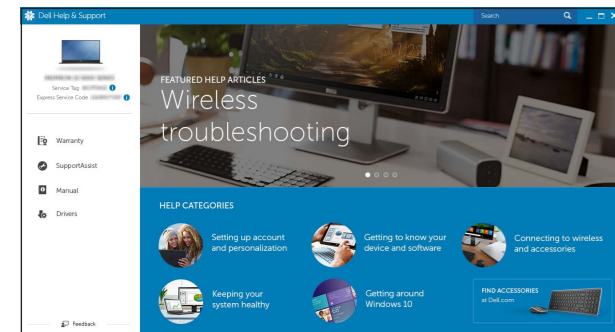 Dell Help & Support
Search
Service Tag
Express Service Code
Warranty
SupportAssist
Manual
Drivers
Feedback
FEATURED HELP ARTICLES
Wireless
troubleshooting
HELP CATEGORIES
Setting up account
and personalization
Getting to know your
device and software
Connecting to wireless
and accessories
Keeping your
system healthy
Getting around
Windows 10
FIND ACCESSORIES
at Dell.com